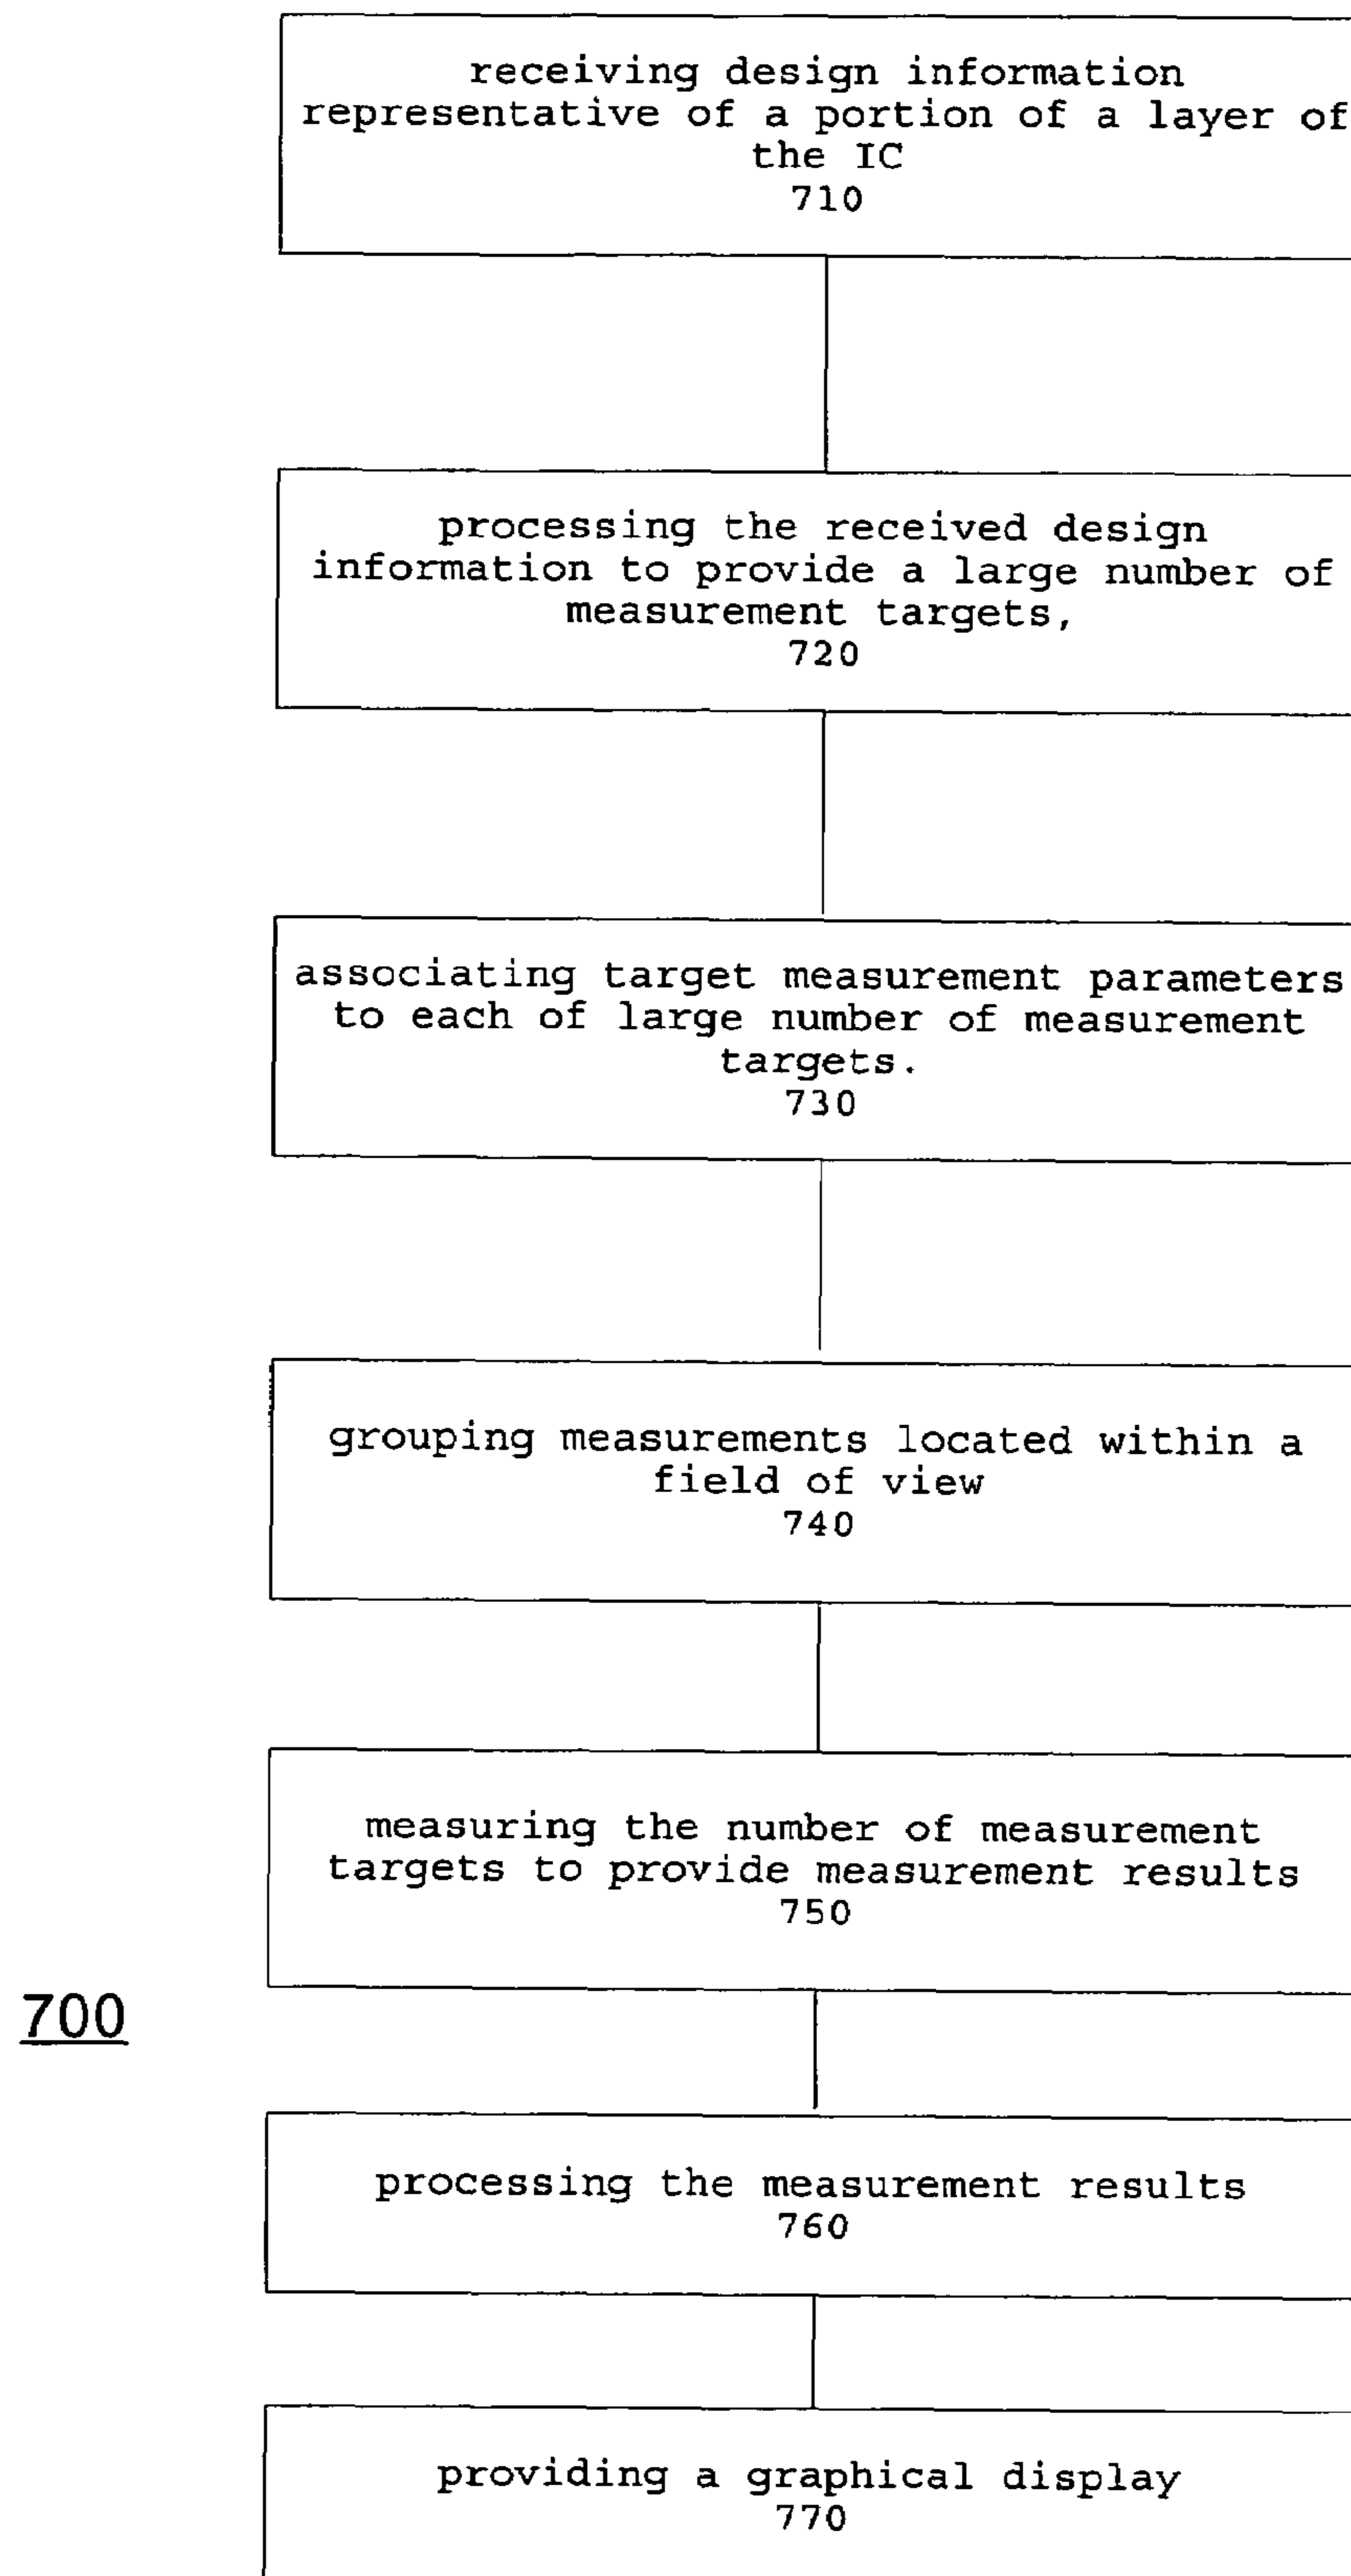 receiving design information
representative of a portion of a layer of
the IC
710
processing the received design
information to provide a large number of
measurement targets,
720
associating target measurement parameters
to each of large number of measurement
targets.
730
grouping measurements located within a
field of view
740
measuring the number of measurement
targets to provide measurement results
750
700
processing the measurement results
760
providing a graphical display
770